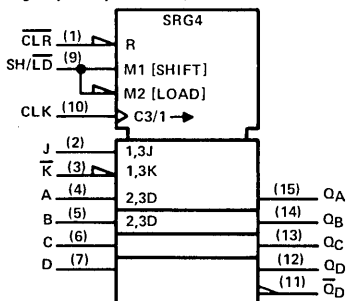 SRG4
CLR (1) R
SH/LD (9) M1 [SHIFT]
M2 [LOAD]
CLK (10) C3/1
J (2) 1,3J
K (3) 1,3K
A (4) 2,3D (15) QA
B (5) 2,3D (14) QB
C (6) (13) QC
D (7) (12) QD
(11) QD